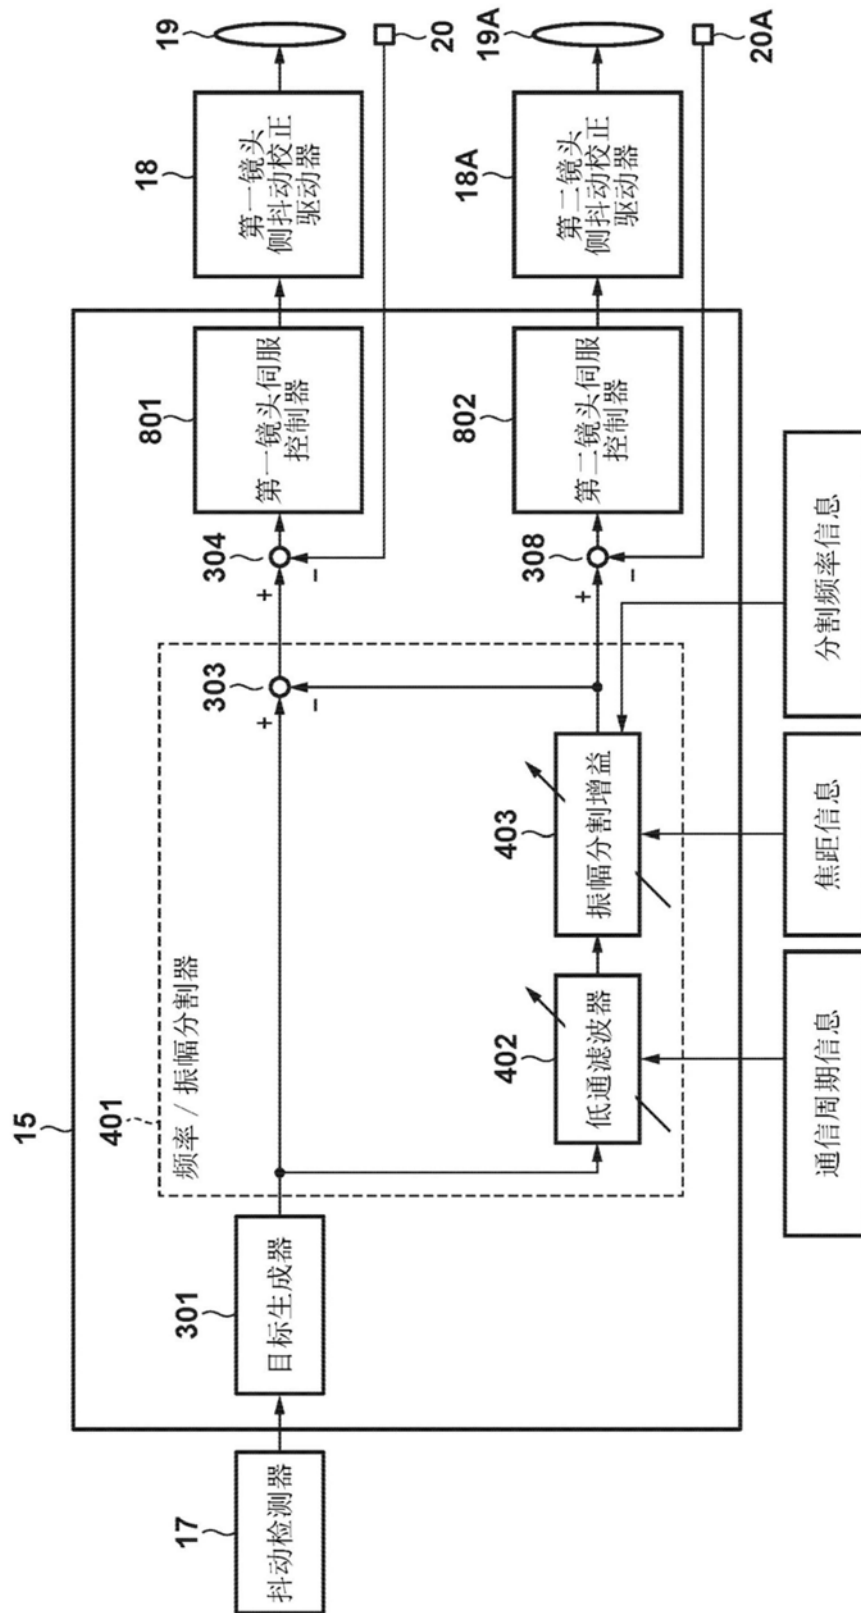 15
17
抖动检测器
301
目标生成器
401
频率 / 振幅分割器
402
低通滤波器
403
振幅分割增益
303
+
−
304
+
−
308
+
−
801
第一镜头伺服
控制器
802
第二镜头伺服
控制器
18
第一镜头
侧抖动校正
驱动器
18A
第二镜头
侧抖动校正
驱动器
19
20
19A
20A
通信周期信息
焦距信息
分割频率信息